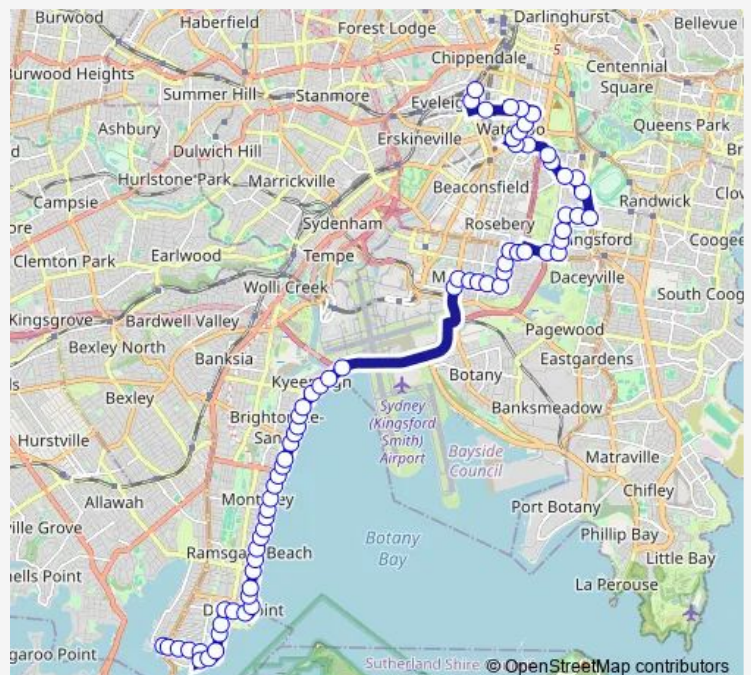 Burwood
Haberfield
Forest Lodge
Darlinghurst
Bellevue
Chippendale
5
Centennial
Square
Burwood Heights
Summer Hill
Stanmore
Ashbury
Erskineville
Queens Park
Dulwich Hill
Hurlstone Park
Marrickville
Beaconsfield
Campsie
Randwick
Sydenham
Rosebery
Clemton Park
Earlwood
Tempe
Coogee
Wolli Creek
Daceyville
Kingsgrove
Bardwell Valley
South Coog
Bexley North
Banksia
Pagewood
Eastgardens
Bexley
Botany
Banksmeadow
Sydney
(Kingsford
Smith)
Airport
Hurstville
Bayside
Council
Matraville
Allawah
Chifley
Port Botany
Botany
Bay
Phillip Bay
Little Bay
La Perouse
Sutherland Shire
© OpenStreetMap contributors